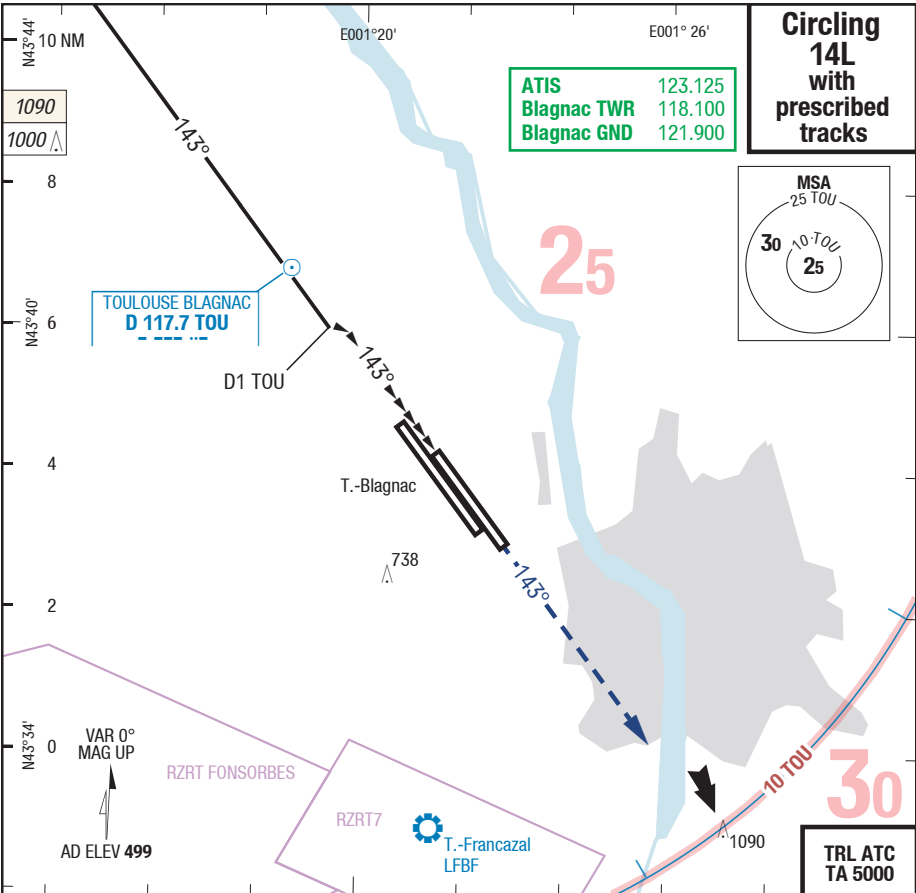 N43°44'
10 NM
E001°20'
E001° 26'
Circling
14L
with
prescribed
tracks
ATIS 123.125
Blagnac TWR 118.100
Blagnac GND 121.900
1090
1000
143°
8
MSA
25 TOU
30 10·TOU
25
25
TOULOUSE BLAGNAC
D 117.7 TOU
N43°40'
6
D1 TOU
143°
4
T.-Blagnac
738
143°
2
N43°34'
0
VAR 0°
MAG UP
RZRT FONSORBES
AD ELEV 499
RZRT7
T.-Francazal
LFBF
10 TOU
30
1090
TRL ATC
TA 5000